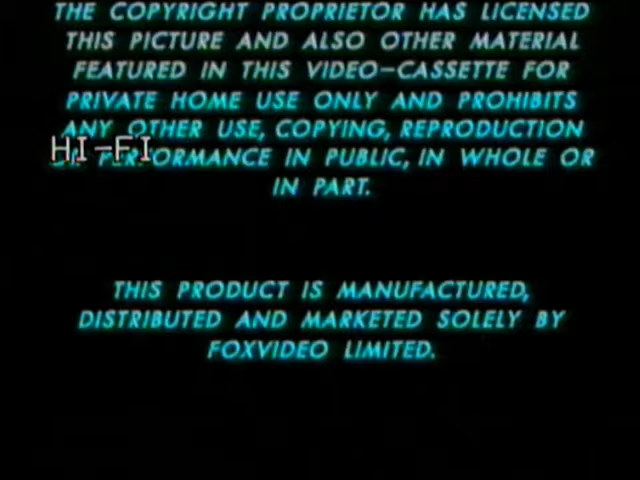 THE COPYRIGHT PROPRIETOR HAS LICENSED
THIS PICTURE AND ALSO OTHER MATERIAL
FEATURED IN THIS VIDEO-CASSETTE FOR
PRIVATE HOME USE ONLY AND PROHIBITS
ANY OTHER USE, COPYING, REPRODUCTION
HI-FI
OR PERFORMANCE IN PUBLIC, IN WHOLE OR
IN PART.
THIS PRODUCT IS MANUFACTURED,
DISTRIBUTED AND MARKETED SOLELY BY
FOXVIDEO LIMITED.